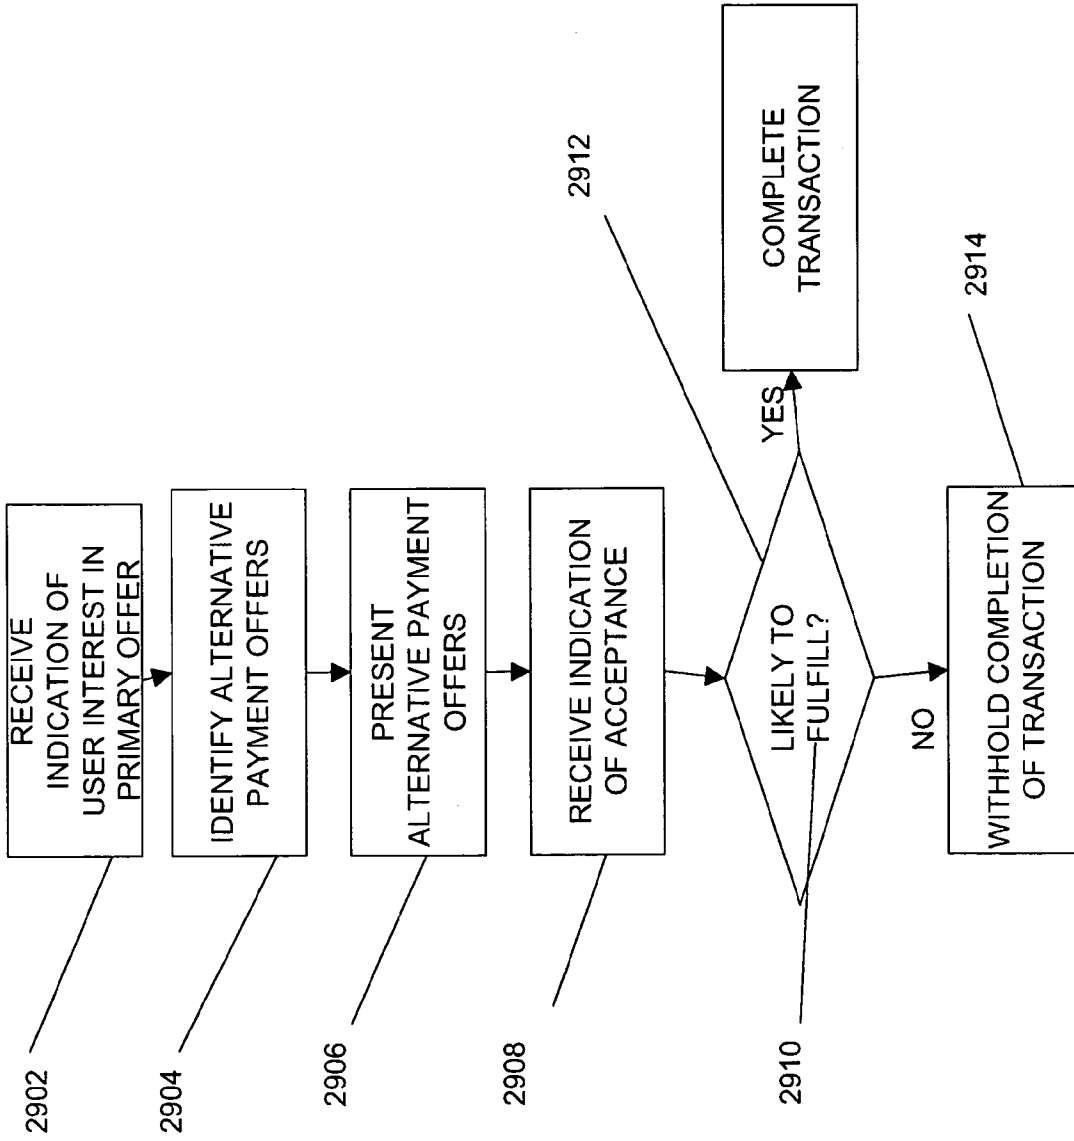 2902
RECEIVE
INDICATION OF
USER INTEREST IN
PRIMARY OFFER
2904
IDENTIFY ALTERNATIVE
PAYMENT OFFERS
2906
PRESENT
ALTERNATIVE PAYMENT
OFFERS
2908
RECEIVE INDICATION
OF ACCEPTANCE
2910
LIKELY TO
FULFILL?
2912
YES
COMPLETE
TRANSACTION
NO
WITHHOLD COMPLETION
OF TRANSACTION
2914